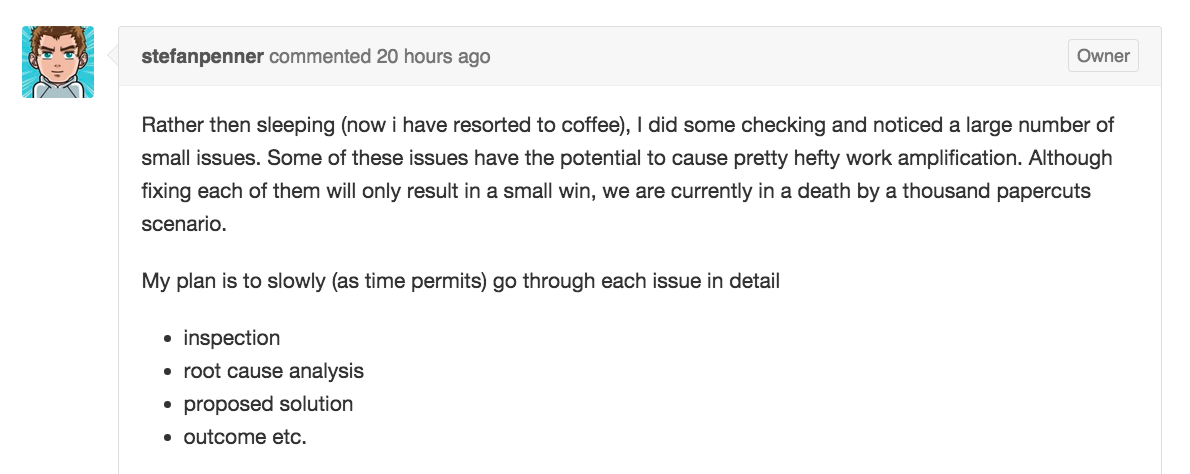 stefanpenner commented 20 hours ago
Owner
Rather then sleeping (now i have resorted to coffee), I did some checking and noticed a large number of
small issues. Some of these issues have the potential to cause pretty hefty work amplification. Although
fixing each of them will only result in a small win, we are currently in a death by a thousand papercuts
scenario.
My plan is to slowly (as time permits) go through each issue in detail
• inspection
• root cause analysis
• proposed solution
• outcome etc.